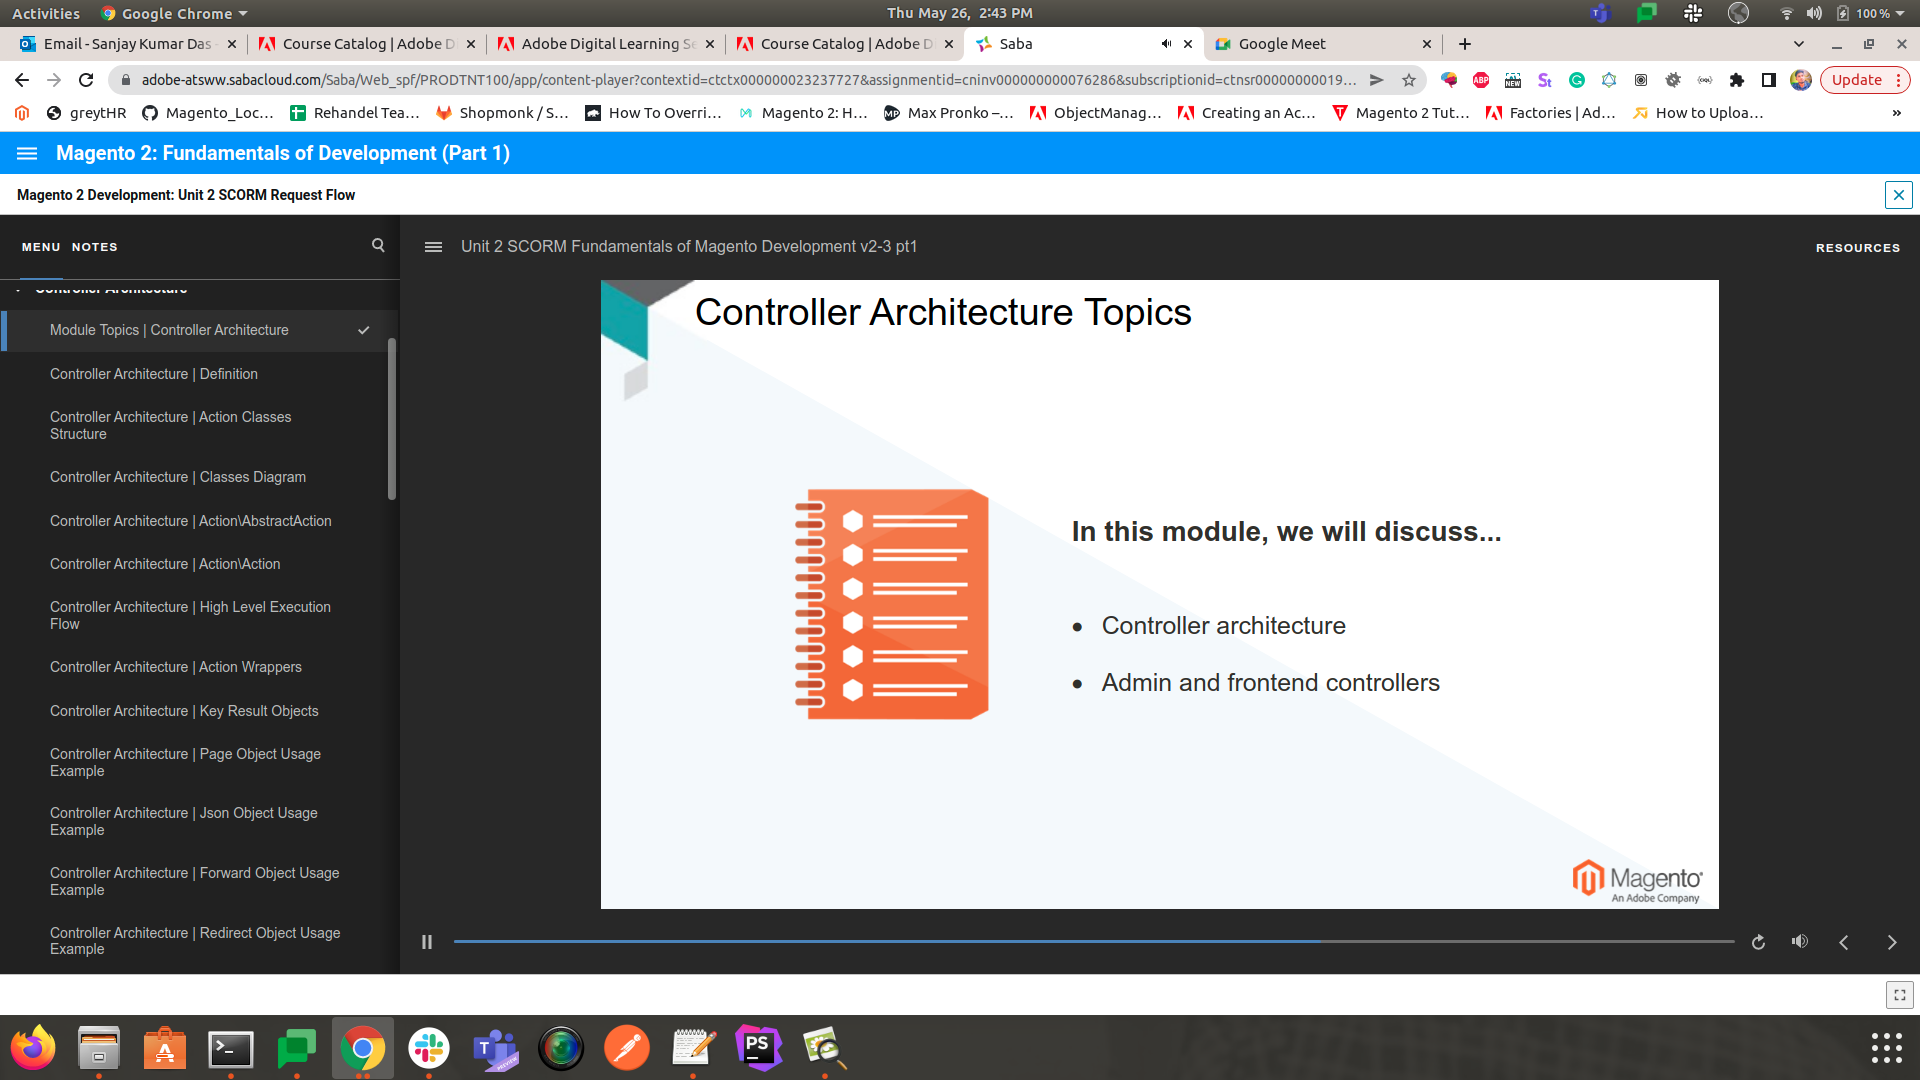 Activities Google Chrome Thu May 26, 2:43 PM 100 %
Email - Sanjay Kumar Das - Course Catalog | Adobe D Adobe Digital Learning Se Course Catalog | Adobe D Saba Google Meet
adobe-atsww.sabacloud.com/Saba/Web_spf/PRODTNT100/app/content-player?contextid=ctctx000000023237727&assignmentid=cninv000000000076286&subscriptionid=ctnsr00000000019... ABP NEW St Update
greytHR Magento_Loc... Rehandel Tea... Shopmonk / S... How To Overri... Magento 2: H... Max Pronko –... ObjectManag... Creating an Ac... Magento 2 Tut... Factories | Ad... How to Uploa... »
Magento 2: Fundamentals of Development (Part 1)
Magento 2 Development: Unit 2 SCORM Request Flow
MENU NOTES
Unit 2 SCORM Fundamentals of Magento Development v2-3 pt1
RESOURCES
Controller Architecture
Module Topics | Controller Architecture
Controller Architecture | Definition
Controller Architecture | Action Classes
Structure
Controller Architecture | Classes Diagram
Controller Architecture | Action\AbstractAction
Controller Architecture | Action\Action
Controller Architecture | High Level Execution
Flow
Controller Architecture | Action Wrappers
Controller Architecture | Key Result Objects
Controller Architecture | Page Object Usage
Example
Controller Architecture | Json Object Usage
Example
Controller Architecture | Forward Object Usage
Example
Controller Architecture | Redirect Object Usage
Example
Controller Architecture Topics
In this module, we will discuss...
• Controller architecture
• Admin and frontend controllers
Magento
An Adobe Company
PS